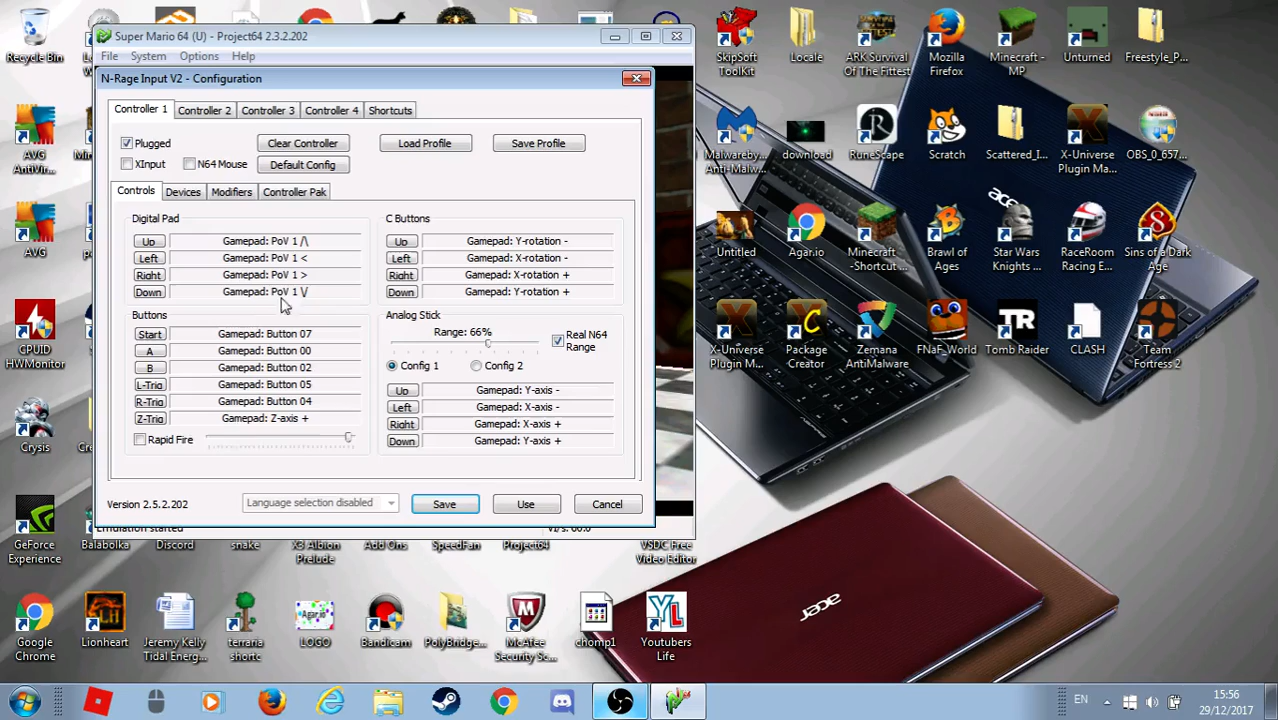 Super Mario 64 (U) - Project64 2.3.2.202
File System Options Help
N-Rage Input V2 - Configuration
Controller 1 Controller 2 Controller 3 Controller 4 Shortcuts
Plugged Clear Controller Load Profile Save Profile
XInput N64 Mouse Default Config
Controls Devices Modifiers Controller Pak
Digital Pad
Up Gamepad: PoV 1 /\
Left Gamepad: PoV 1 <
Right Gamepad: PoV 1 >
Down Gamepad: PoV 1 \/
C Buttons
Up Gamepad: Y-rotation -
Left Gamepad: X-rotation -
Right Gamepad: X-rotation +
Down Gamepad: Y-rotation +
Buttons
Start Gamepad: Button 07
A Gamepad: Button 00
B Gamepad: Button 02
L-Trig Gamepad: Button 05
R-Trig Gamepad: Button 04
Z-Trig Gamepad: Z-axis +
Rapid Fire
Analog Stick
Range: 66%
Real N64
Range
Config 1 Config 2
Up Gamepad: Y-axis -
Left Gamepad: X-axis -
Right Gamepad: X-axis +
Down Gamepad: Y-axis +
Version 2.5.2.202 Language selection disabled Save Use Cancel
Emulation started
Recycle Bin
AVG
AntiVir...
AVG
CPUID
HWMonitor
Crysis
GeForce
Experience
Google
Chrome
Balabolka
Discord
snake
X3 Albion
Prelude
Add Ons
SpeedFan
Project64
VSDC Free
Video Editor
Lionheart
Jeremy Kelly
Tidal Energ...
terraria
shortc
Agar.io
LOGO
Bandicam
PolyBridge...
McAfee
Security Sc...
chomp1
YL
Youtubers
Life
SkipSoft
ToolKit
Locale
ARK Survival
Of The Fittest
Mozilla
Firefox
Minecraft -
MP
Unturned
Freestyle_P...
Malwareby...
Anti-Malw...
download
RuneScape
Scratch
Scattered_I...
X-Universe
Plugin Ma...
OBS_0_657...
Untitled
Agar.io
Minecraft
-Shortcut -
Brawl of
Ages
Star Wars
Knights ...
RaceRoom
Racing E...
Sins of a Dark
Age
X-Universe
Plugin M...
Package
Creator
Zemana
AntiMalware
FNaF_World
TR
Tomb Raider
CLASH
Team
Fortress 2
acer
acer
EN
15:56
29/12/2017